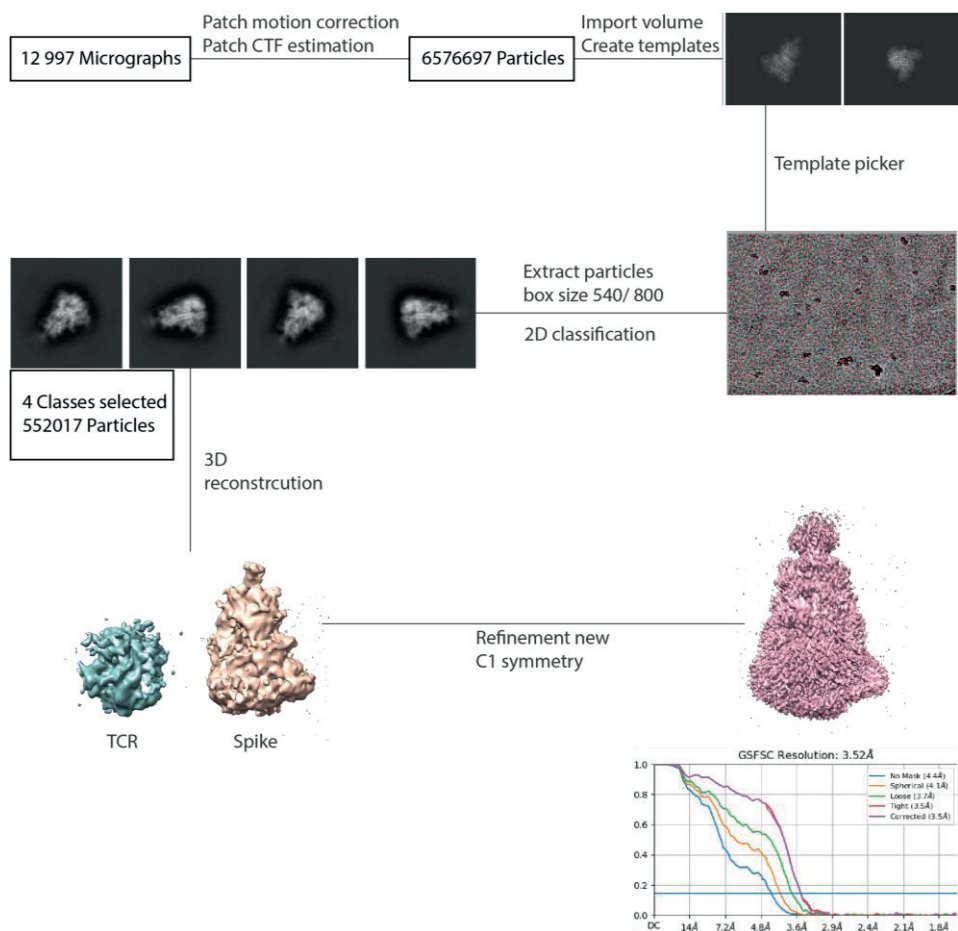 Patch motion correction
Patch CTF estimation
Import volume
Create templates
12 997 Micrographs
6576697 Particles
Template picker
Extract particles
box size 540/ 800
2D classification
4 Classes selected
552017 Particles
3D
reconstrcution
Refinement new
C1 symmetry
TCR
Spike
GSFSC Resolution: 3.52Å
No Mask (4.4Å)
Spherical (4.1Å)
Loose (3.7Å)
Tight (3.5Å)
Corrected (3.5Å)
1.0
0.8
0.6
0.4
0.2
0.0
DC
14Å
7.2Å
4.8Å
3.6Å
2.9Å
2.4Å
2.1Å
1.8Å